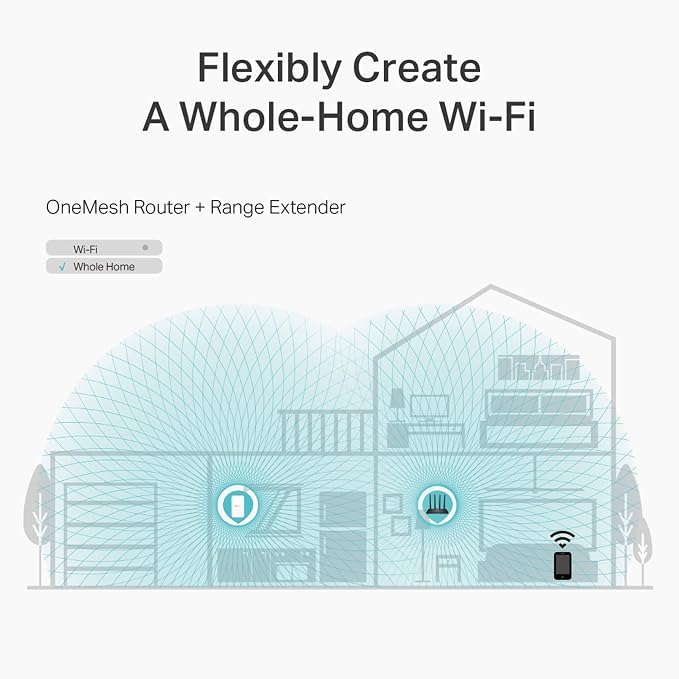 Flexibly Create
A Whole-Home Wi-Fi
OneMesh Router + Range Extender
Wi-Fi
√ Whole Home